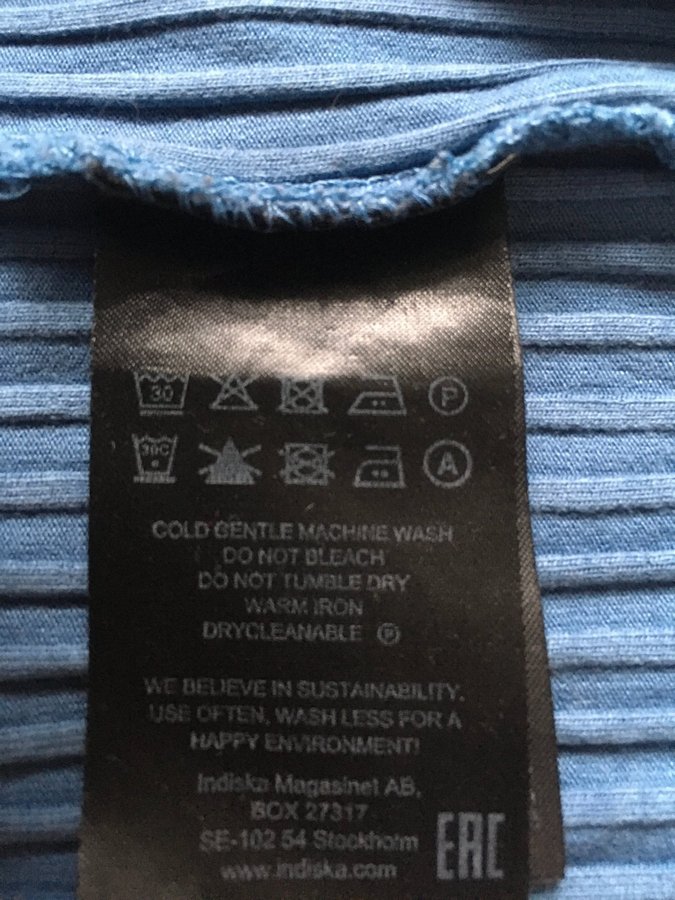 30
P
30C
A
COLD GENTLE MACHINE WASH
DO NOT BLEACH
DO NOT TUMBLE DRY
WARM IRON
DRYCLEANABLE Ⓟ
WE BELIEVE IN SUSTAINABILITY.
USE OFTEN, WASH LESS FOR A
HAPPY ENVIRONMENT!
Indiska Magasinet AB,
BOX 27317
SE-102 54 Stockholm
www.indiska.com
EAC